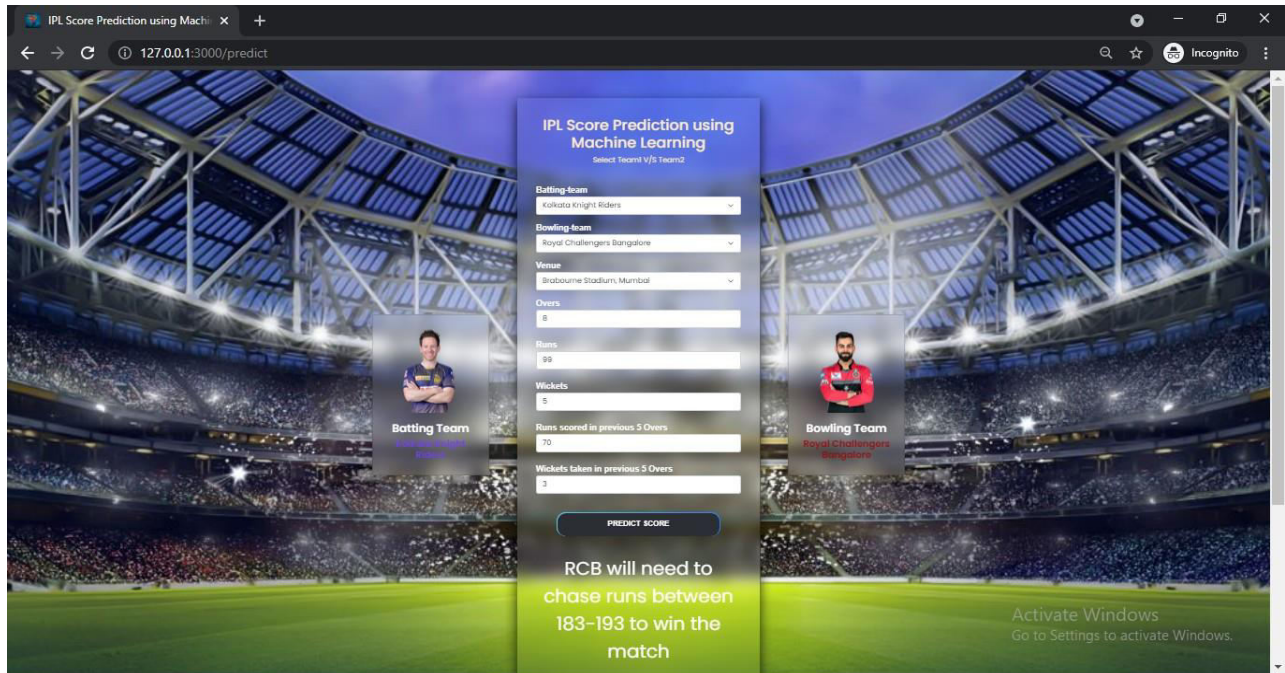 IPL Score Prediction using Machi
127.0.0.1:3000/predict
Incognito
IPL Score Prediction using
Machine Learning
Select Team1 V/S Team2
Batting-team
Kolkata Knight Riders
Bowling-team
Royal Challengers Bangalore
Venue
Brabourne Stadium, Mumbai
Overs
8
Runs
99
Wickets
5
Runs scored in previous 5 Overs
70
Wickets taken in previous 5 Overs
3
PREDICT SCORE
RCB will need to
chase runs between
183-193 to win the
match
Batting Team
Kolkata Knight
Riders
Bowling Team
Royal Challengers
Bangalore
Activate Windows
Go to Settings to activate Windows.